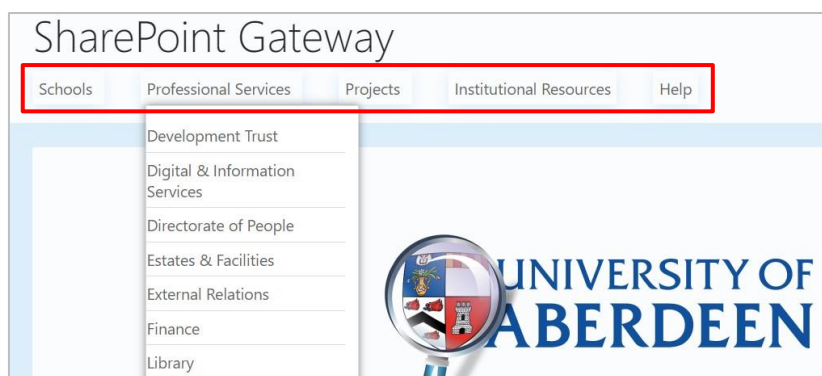 SharePoint Gateway
Schools Professional Services Projects Institutional Resources Help
Development Trust
Digital & Information
Services
Directorate of People
Estates & Facilities
External Relations
Finance
Library
UNIVERSITY OF
ABERDEEN